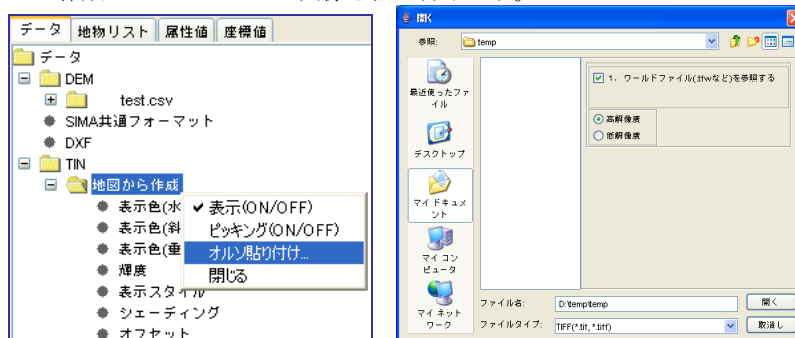 データ 地物リスト 属性値 座標値
データ
DEM
test.csv
SIMA共通フォーマット
DXF
TIN
地図から作成
表示色(水
表示色(斜
表示色(垂
輝度
表示スタイル
シェーディング
オフセット
✔表示(ON/OFF)
ピッキング(ON/OFF)
オルソ貼り付け...
閉じる
開く
参照: temp
最近使ったファ
イル
デスクトップ
マイ ドキュメ
ント
マイ コン
ピュータ
マイ ネット
ワーク
1. ワールドファイル(.tfwなど)を参照する
高解像度
低解像度
ファイル名: D:\temp\temp 開く
ファイルタイプ: TIFF(*.tif, *.tiff) 取消し